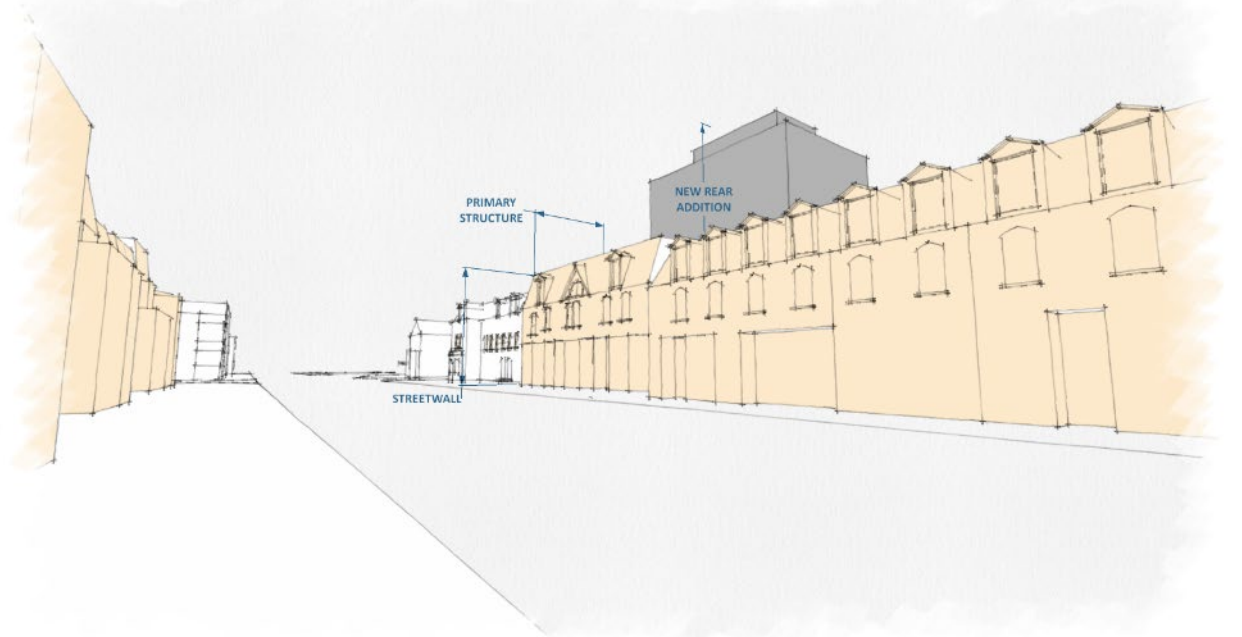 PRIMARY
STRUCTURE
NEW REAR
ADDITION
STREETWALL